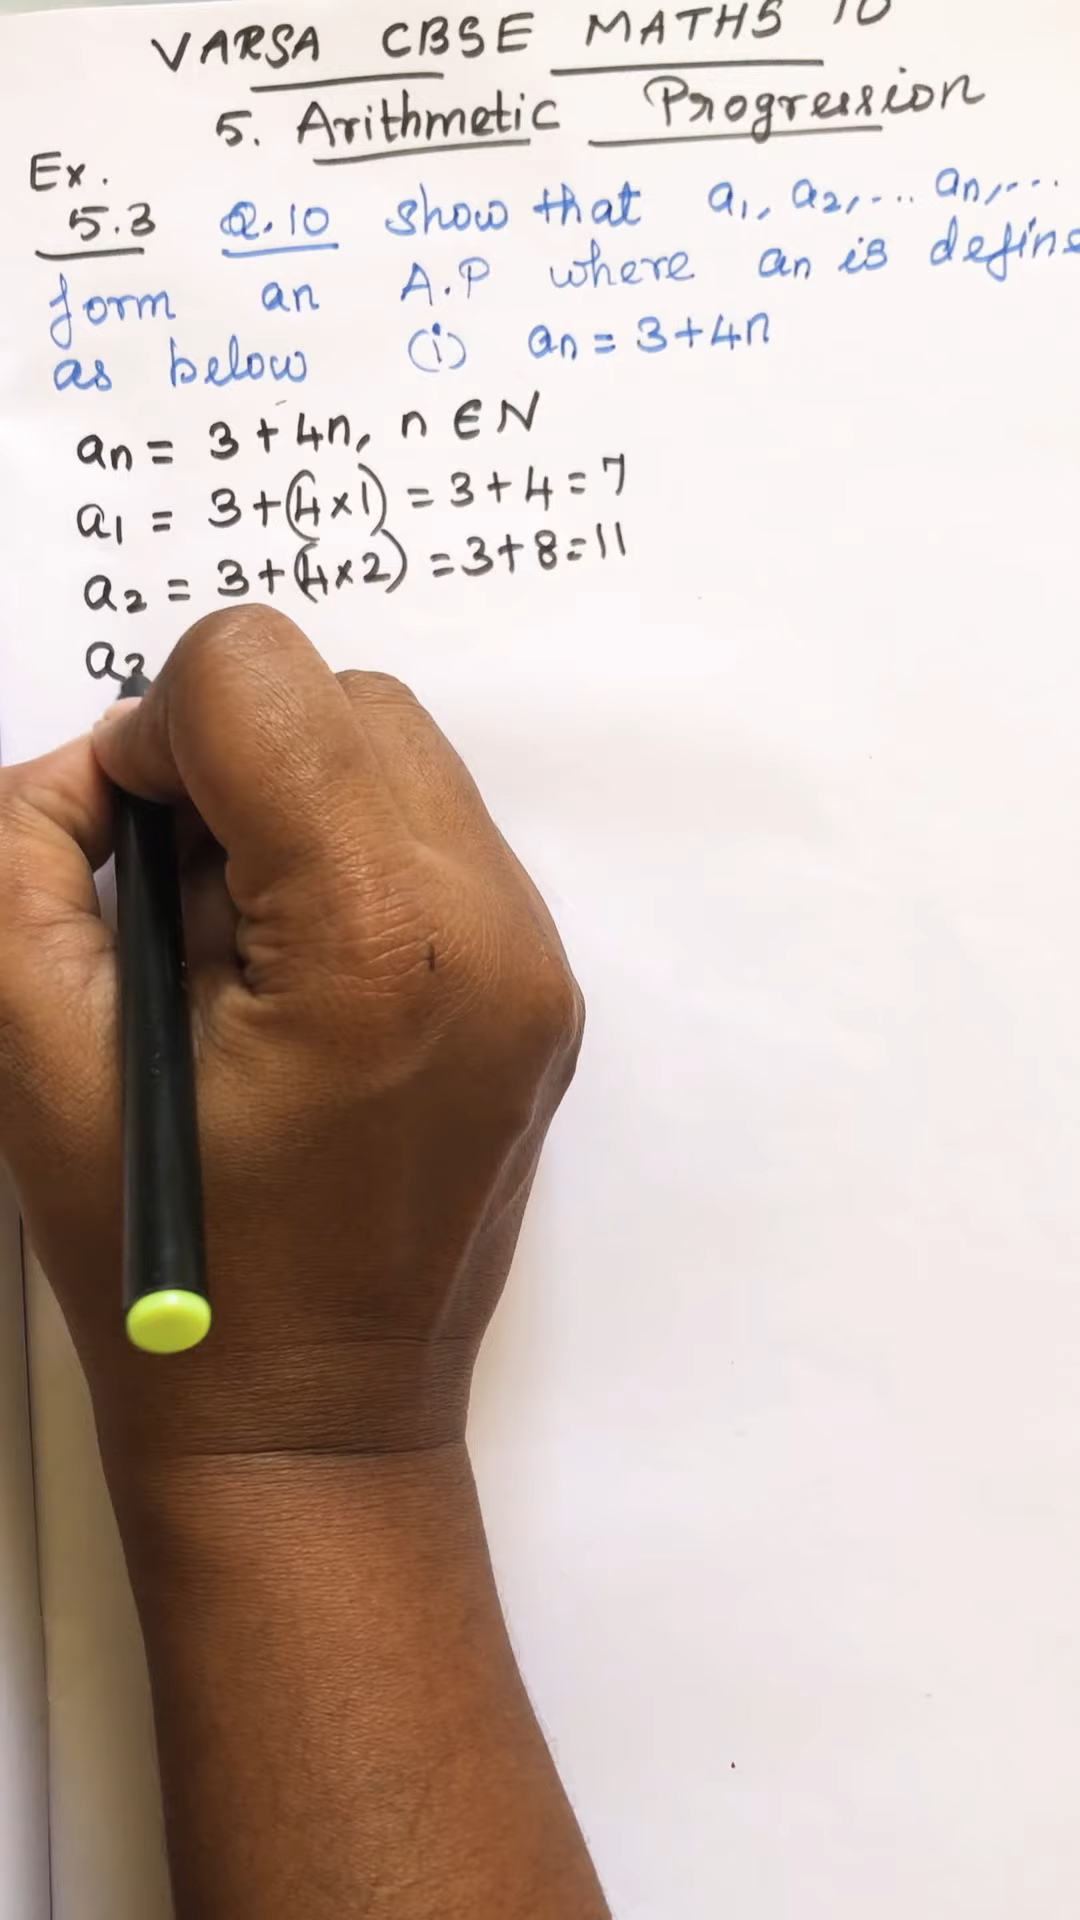 VARSA CBSE MATHS 10
5. Arithmetic Progression
Ex.
5.3 Q.10 show that a₁, a₂,... aₙ,...
form an A.P where aₙ is define
as below (i) aₙ = 3+4n
aₙ = 3 + 4n, n ∈ N
a₁ = 3+(4×1) = 3+4=7
a₂ = 3+(4×2) =3+8=11
a₃